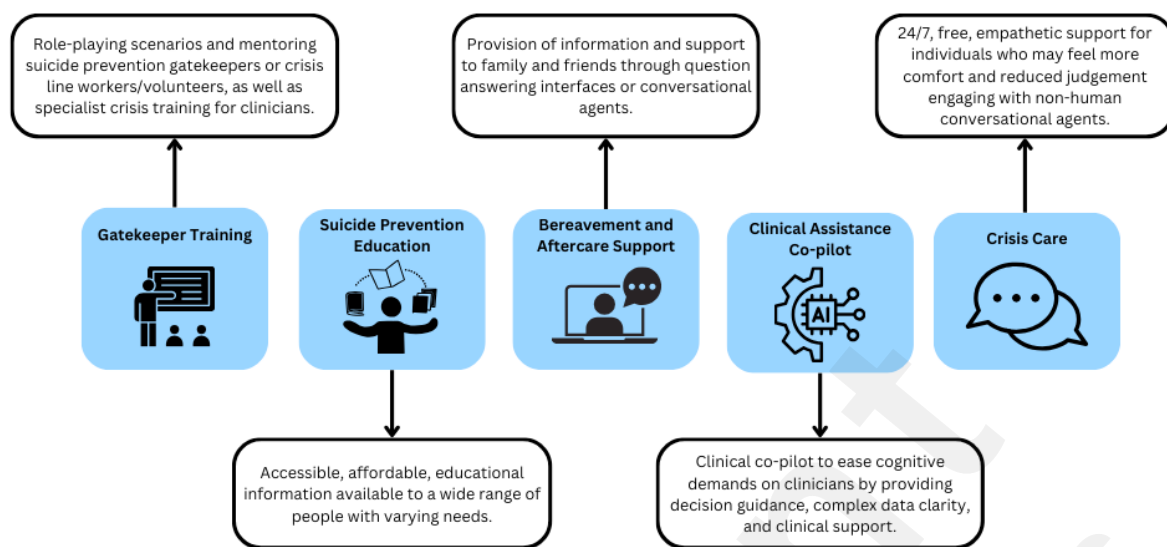 Role-playing scenarios and mentoring
suicide prevention gatekeepers or crisis
line workers/volunteers, as well as
specialist crisis training for clinicians.
Provision of information and support
to family and friends through question
answering interfaces or conversational
agents.
24/7, free, empathetic support for
individuals who may feel more
comfort and reduced judgement
engaging with non-human
conversational agents.
Gatekeeper Training
Suicide Prevention
Education
Bereavement and
Aftercare Support
Clinical Assistance
Co-pilot
AI
Crisis Care
Accessible, affordable, educational
information available to a wide range of
people with varying needs.
Clinical co-pilot to ease cognitive
demands on clinicians by providing
decision guidance, complex data clarity,
and clinical support.